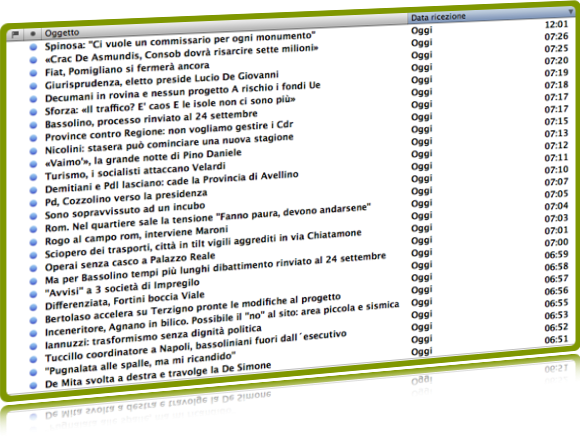 Oggetto Data ricezione
Spinosa: "Ci vuole un commissario per ogni monumento" Oggi 12:01
«Crac De Asmundis, Consob dovrà risarcire sette milioni» Oggi 07:26
Fiat, Pomigliano si fermerà ancora Oggi 07:25
Giurisprudenza, eletto preside Lucio De Giovanni Oggi 07:20
Decumani in rovina e nessun progetto A rischio i fondi Ue Oggi 07:19
Sforza: «Il traffico? E' caos E le isole non ci sono più» Oggi 07:18
Bassolino, processo rinviato al 24 settembre Oggi 07:17
Province contro Regione: non vogliamo gestire i Cdr Oggi 07:17
Nicolini: stasera può cominciare una nuova stagione Oggi 07:15
«Vaimo'», la grande notte di Pino Daniele Oggi 07:13
Turismo, i socialisti attaccano Velardi Oggi 07:12
Demitiani e Pdl lasciano: cade la Provincia di Avellino Oggi 07:11
Pd, Cozzolino verso la presidenza Oggi 07:10
Sono sopravvissuto ad un incubo Oggi 07:07
Rom. Nel quartiere sale la tensione "Fanno paura, devono andarsene" Oggi 07:05
Rogo al campo rom, interviene Maroni Oggi 07:04
Sciopero dei trasporti, città in tilt vigili aggrediti in via Chiatamone Oggi 07:03
Operai senza casco a Palazzo Reale Oggi 07:01
Ma per Bassolino tempi più lunghi dibattimento rinviato al 24 settembre Oggi 07:00
"Avvisi" a 3 società di Impregilo Oggi 06:59
Differenziata, Fortini boccia Viale Oggi 06:58
Bertolaso accelera su Terzigno pronte le modifiche al progetto Oggi 06:57
Inceneritore, Agnano in bilico. Possibile il "no" al sito: area piccola e sismica Oggi 06:56
Iannuzzi: trasformismo senza dignità politica Oggi 06:55
Tuccillo coordinatore a Napoli, bassoliniani fuori dall´esecutivo Oggi 06:53
"Pugnalata alle spalle, ma mi ricandido" Oggi 06:52
De Mita svolta a destra e travolge la De Simone Oggi 06:51